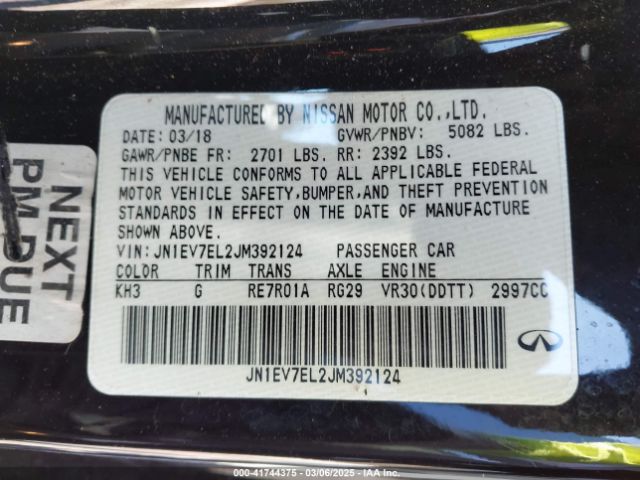 MANUFACTURED BY NISSAN MOTOR CO.,LTD.
DATE: 03/18 GVWR/PNBV: 5082 LBS.
GAWR/PNBE FR: 2701 LBS. RR: 2392 LBS.
THIS VEHICLE CONFORMS TO ALL APPLICABLE FEDERAL
MOTOR VEHICLE SAFETY,BUMPER,AND THEFT PREVENTION
STANDARDS IN EFFECT ON THE DATE OF MANUFACTURE
SHOWN ABOVE.
VIN: JN1EV7EL2JM392124 PASSENGER CAR
COLOR TRIM TRANS AXLE ENGINE
KH3 G RE7R01A RG29 VR30(DDTT) 2997CC
JN1EV7EL2JM392124
NEXT
PM DUE
000-41744375 - 03/06/2025 - IAA Inc.